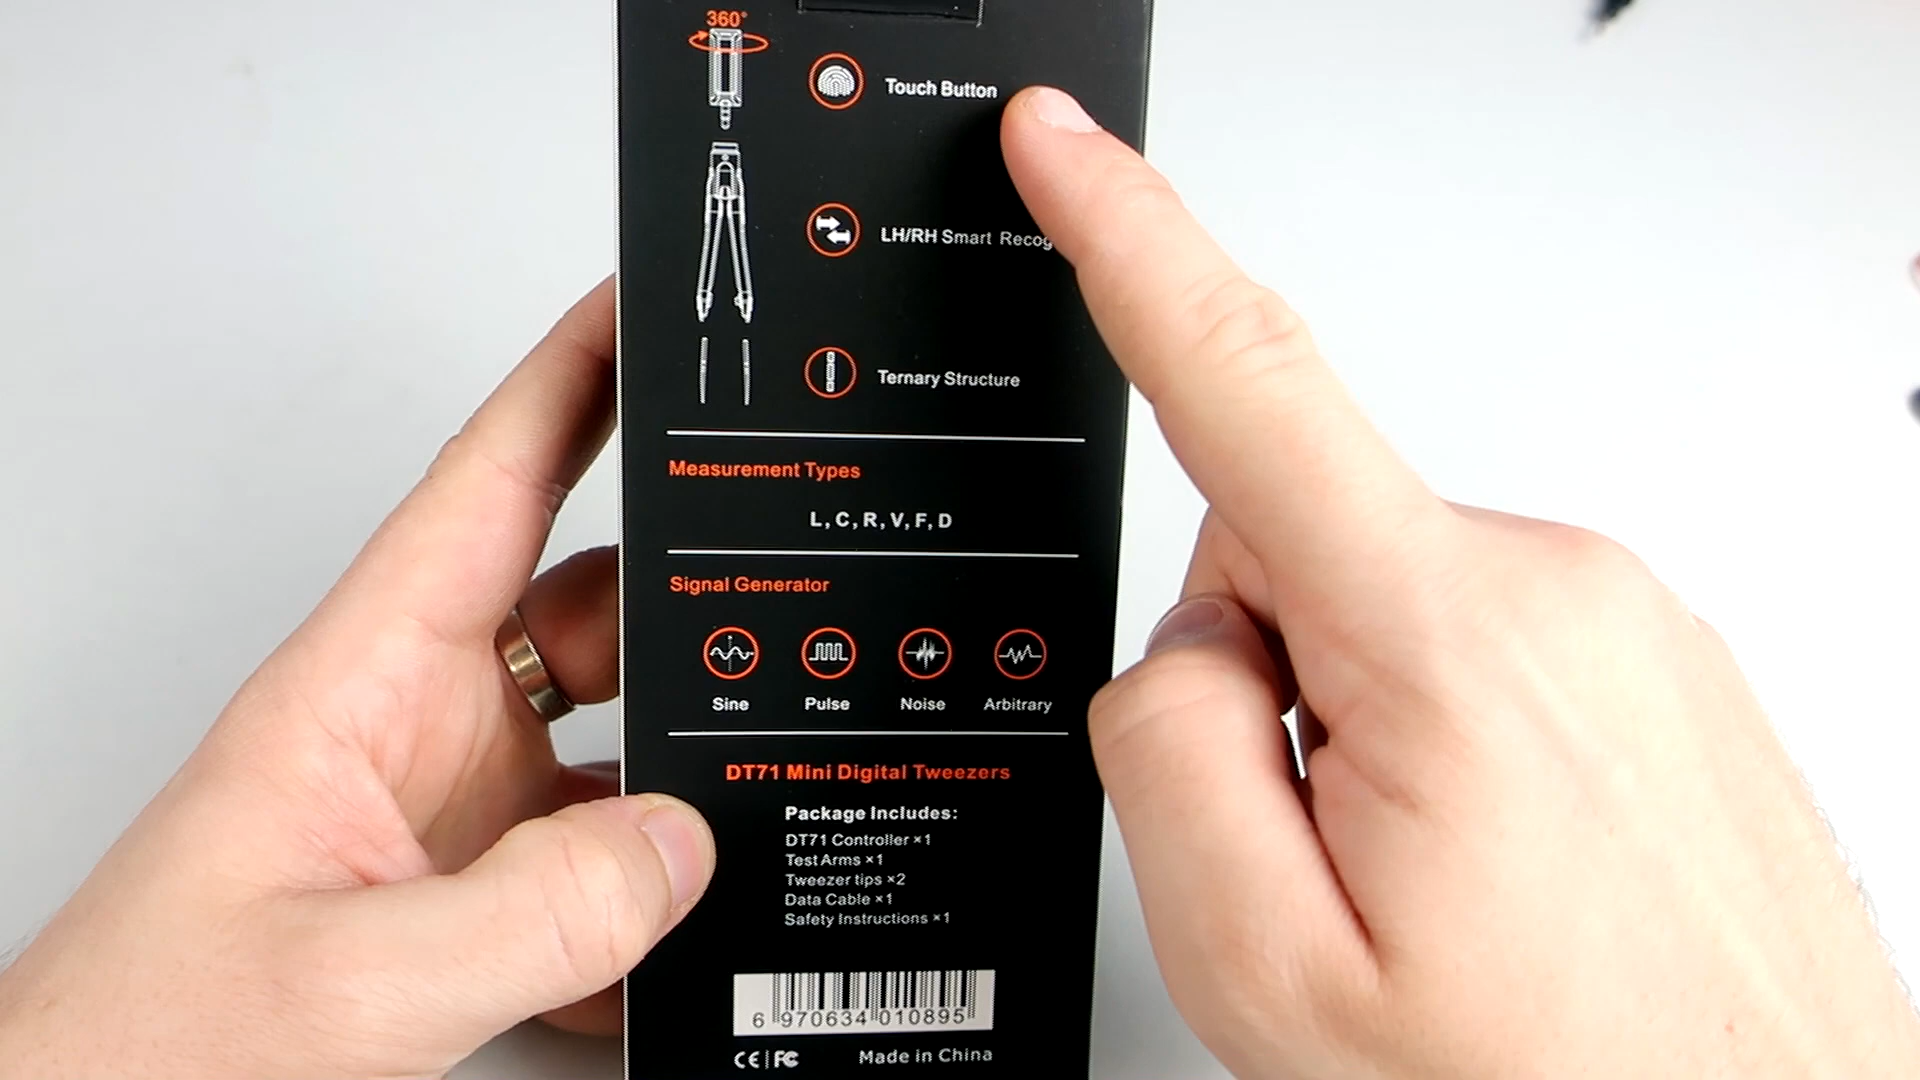 360°
Touch Button
LH/RH Smart
Ternary Structure
Measurement Types
L, C, R, V, F, D
Signal Generator
Sine Pulse Noise Arbitrary
DT71 Mini Digital Tweezers
Package Includes:
DT71 Controller ×1
Test Arms ×1
Tweezer tips ×2
Data Cable ×1
Safety Instructions ×1
6 970634 010895
CE FC Made in China